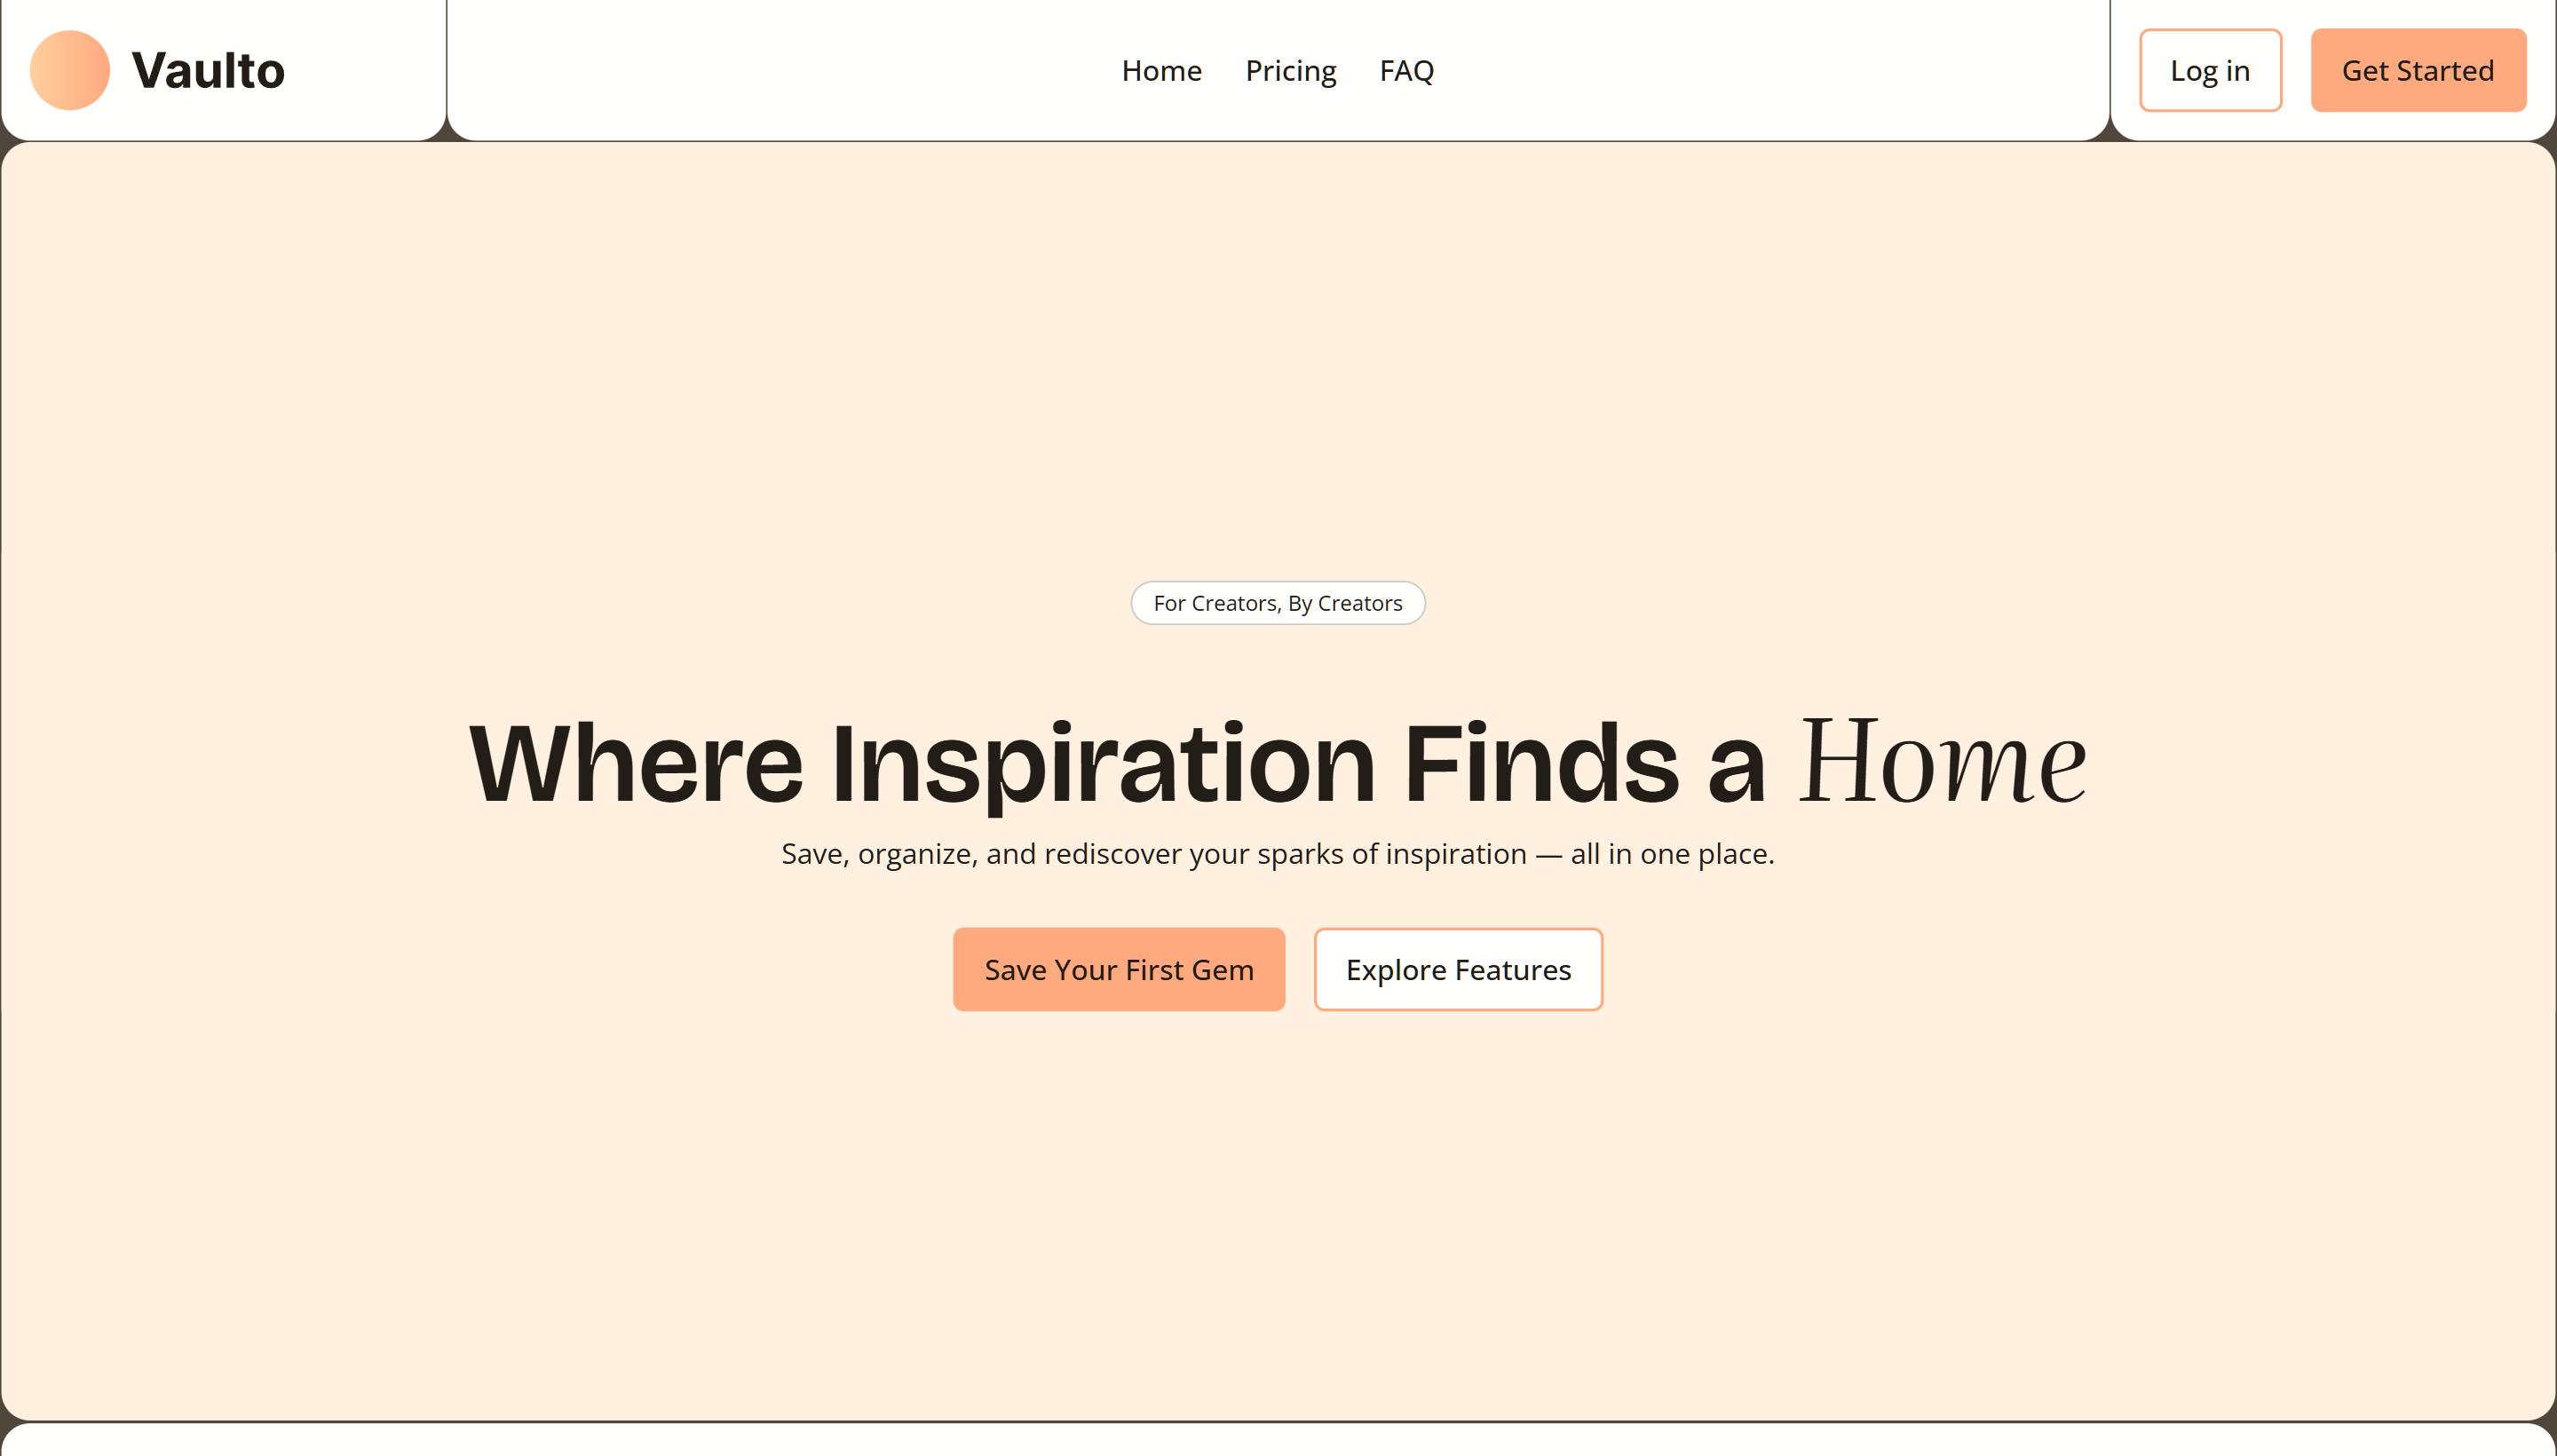 Vaulto
Home Pricing FAQ
Log in
Get Started
For Creators, By Creators
Where Inspiration Finds a Home
Save, organize, and rediscover your sparks of inspiration — all in one place.
Save Your First Gem
Explore Features